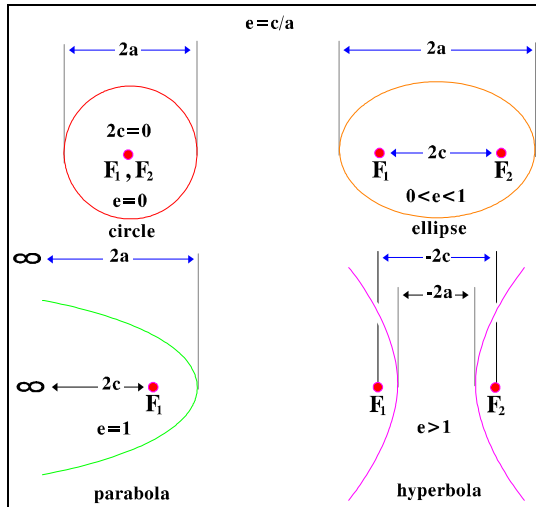 e=c/a
2a
2c=0
F1 , F2
e=0
circle
2a
2c
F1 F2
0<e<1
ellipse
∞ 2a
∞ 2c
F1
e=1
parabola
-2c
-2a
F1 F2
e>1
hyperbola